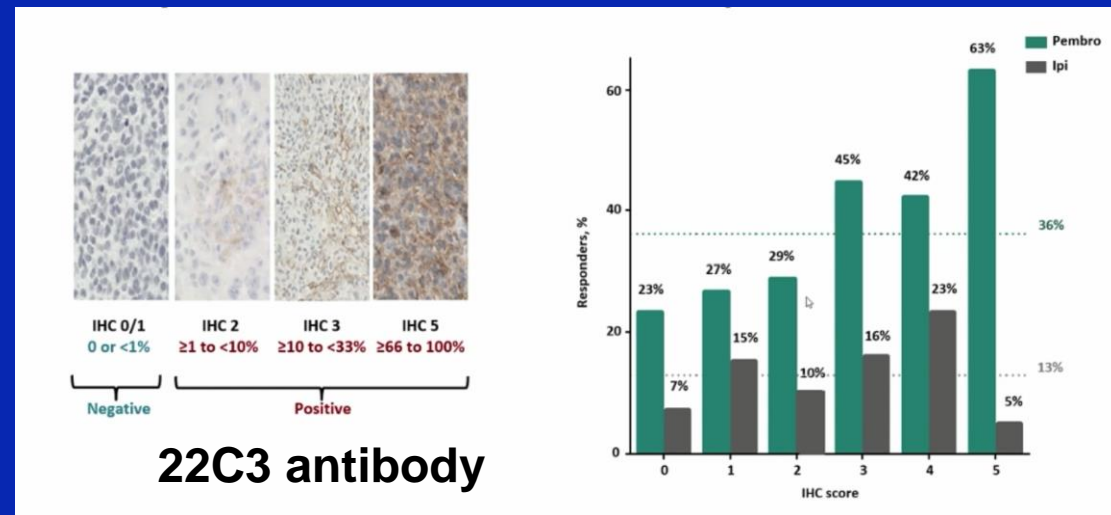 IHC 0/1
0 or <1%
IHC 2
≥1 to <10%
IHC 3
≥10 to <33%
IHC 5
≥66 to 100%
Negative
Positive
22C3 antibody
Pembro
Ipi
Responders, %
60
40
20
0
23%
7%
27%
15%
29%
10%
45%
16%
42%
23%
63%
5%
36%
13%
0
1
2
3
4
5
IHC score